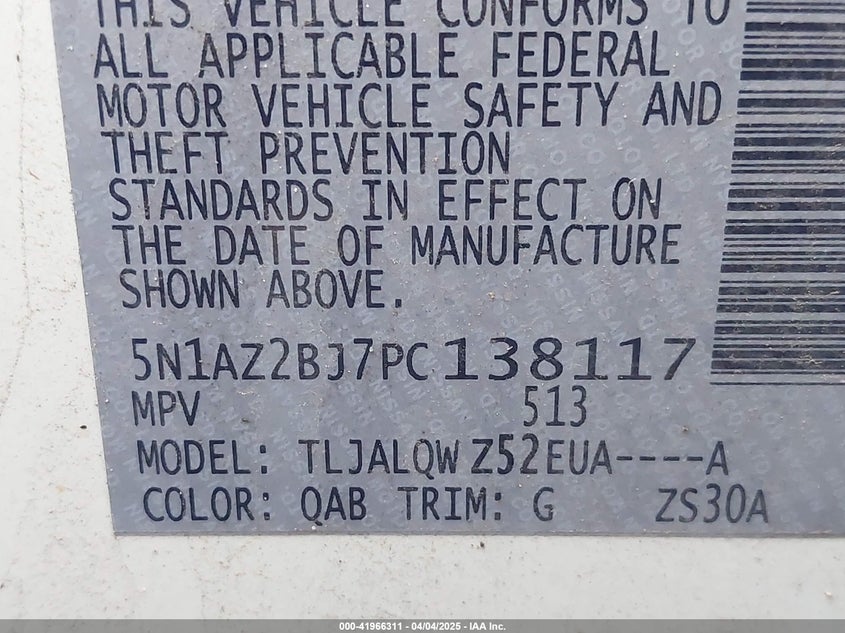 THIS VEHICLE CONFORMS TO
ALL APPLICABLE FEDERAL
MOTOR VEHICLE SAFETY AND
THEFT PREVENTION
STANDARDS IN EFFECT ON
THE DATE OF MANUFACTURE
SHOWN ABOVE.
5N1AZ2BJ7PC138117
MPV 513
MODEL: TLJALQW Z52EUA----A
COLOR: QAB TRIM: G ZS30A
000-41966311 - 04/04/2025 - IAA Inc.